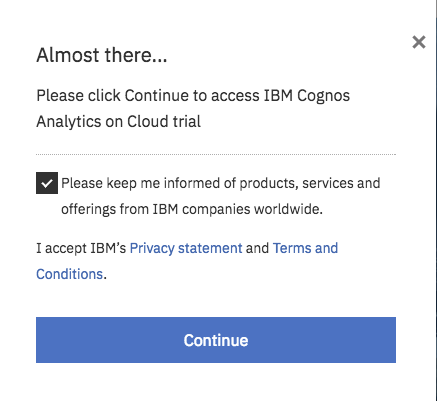 Almost there...
Please click Continue to access IBM Cognos
Analytics on Cloud trial
Please keep me informed of products, services and
offerings from IBM companies worldwide.
I accept IBM's Privacy statement and Terms and
Conditions.
Continue